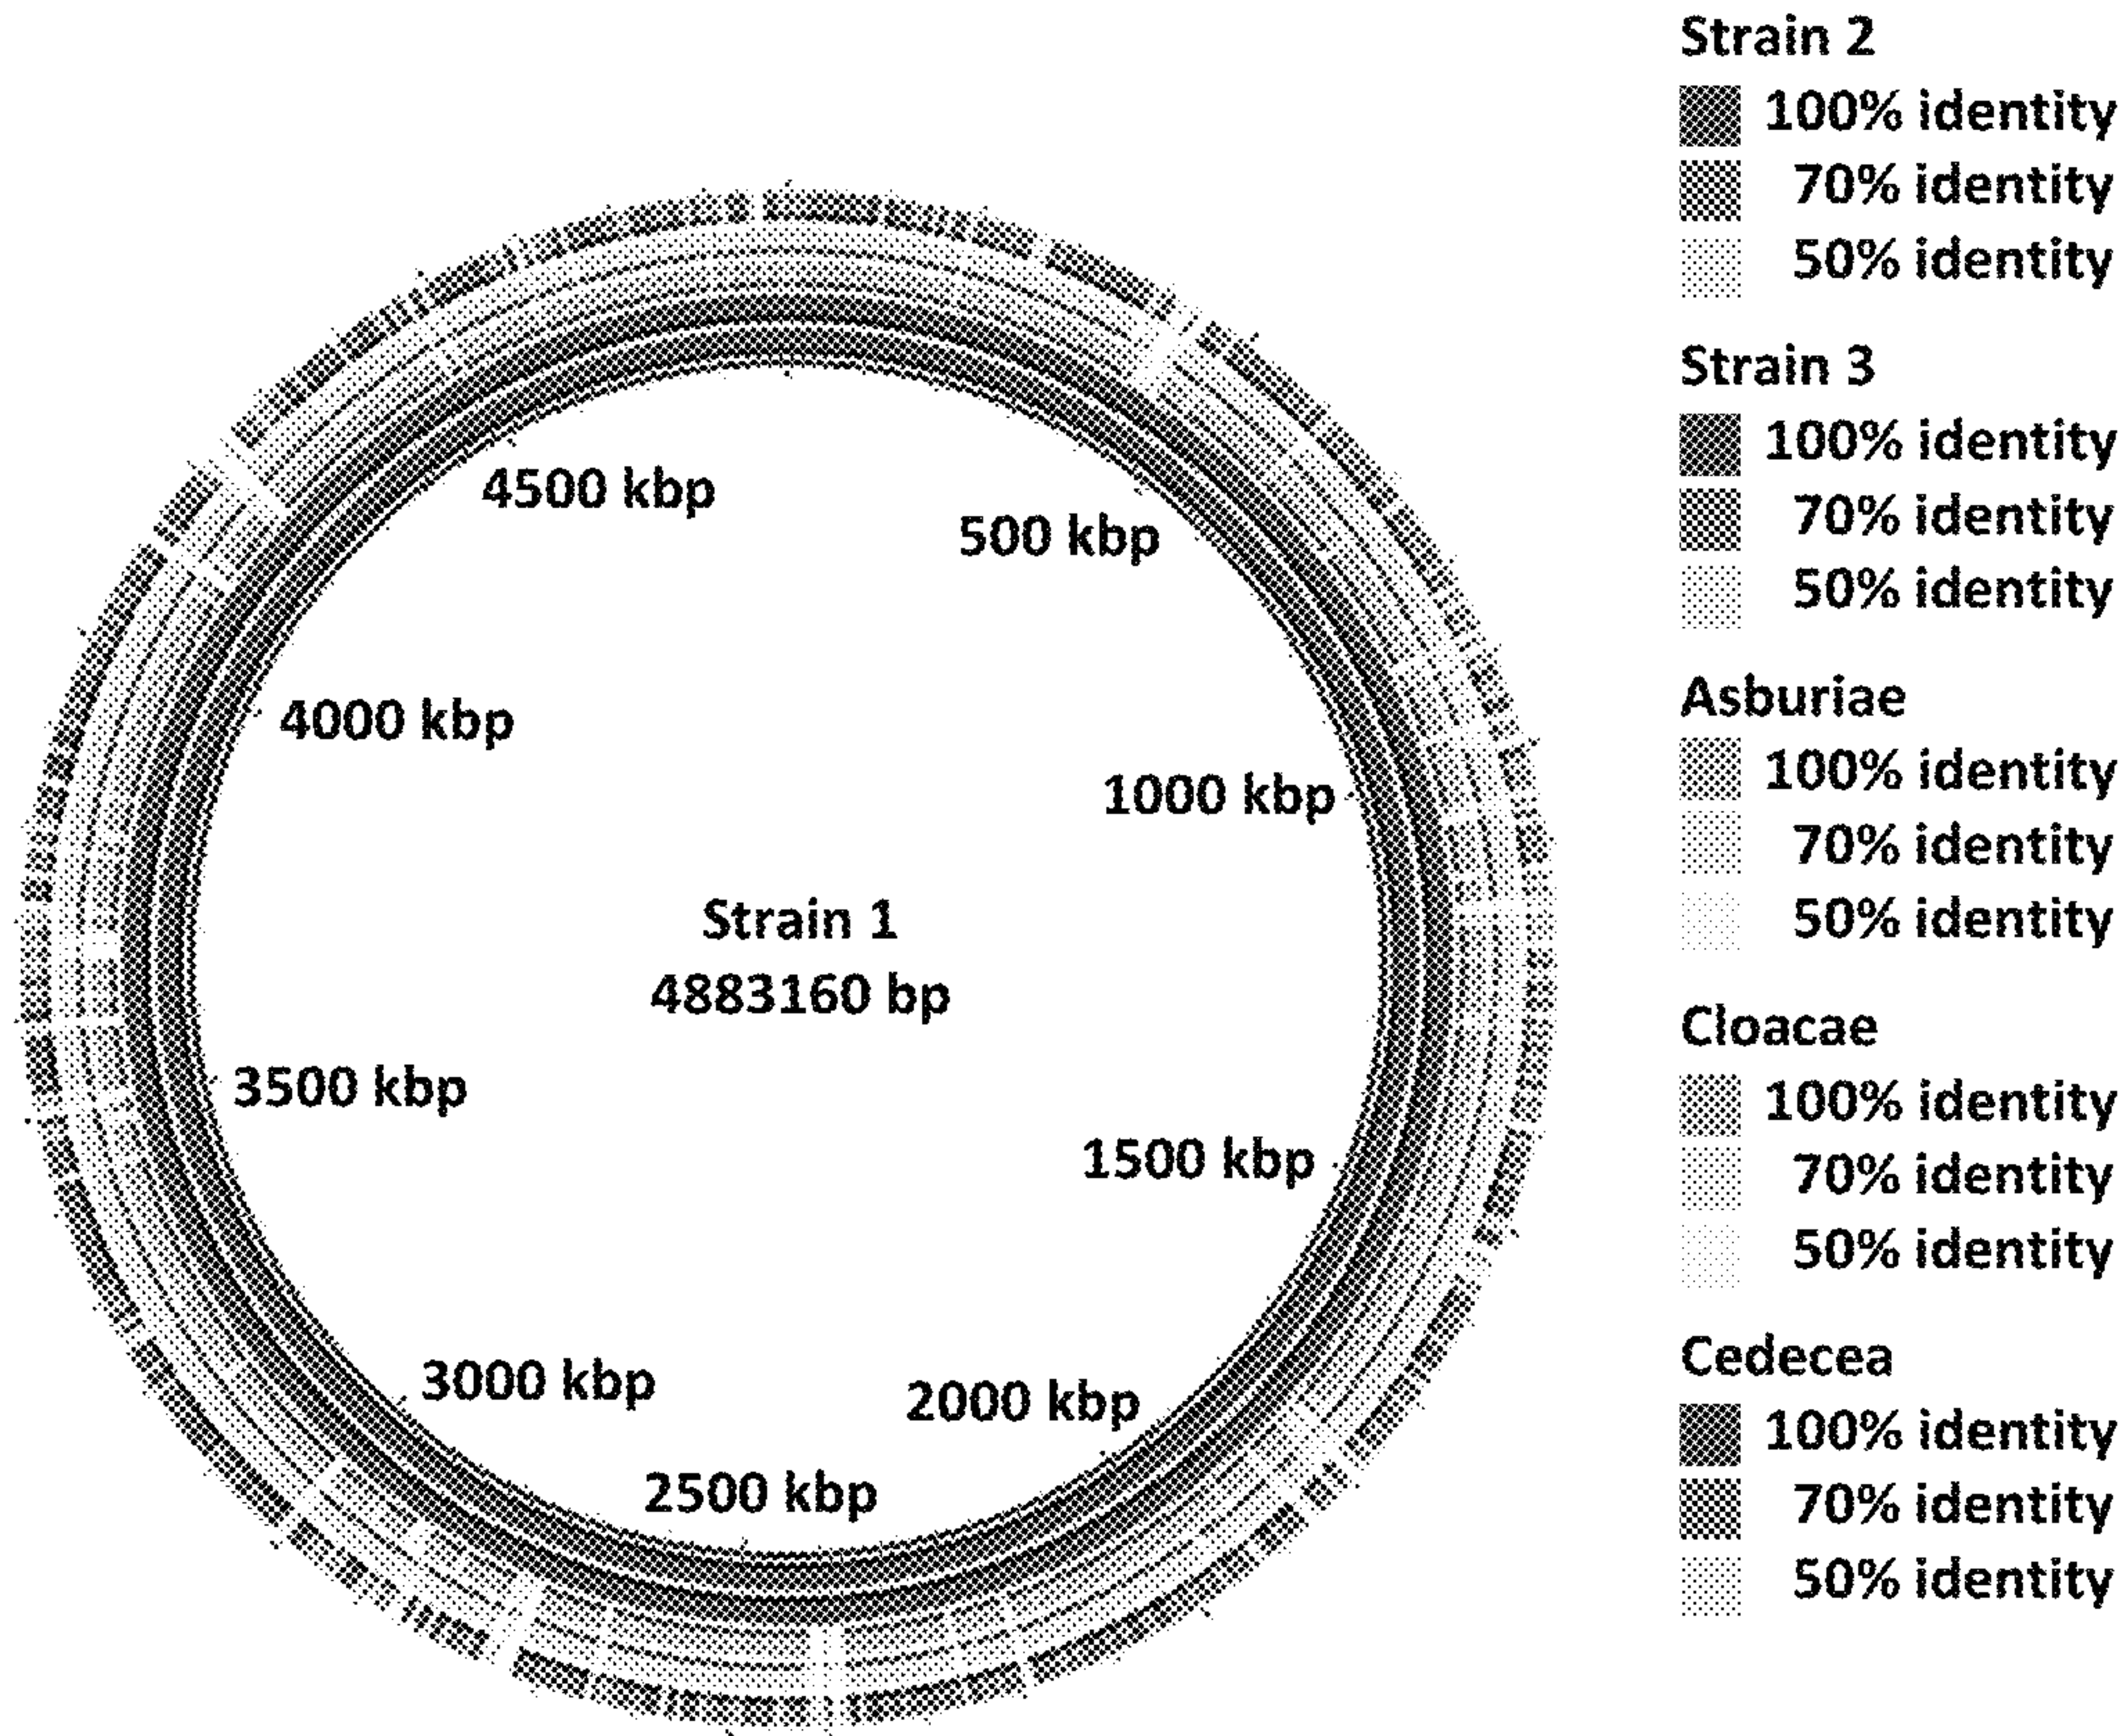 4500 kbp
500 kbp
4000 kbp
1000 kbp
Strain 1
4883160 bp
3500 kbp
1500 kbp
3000 kbp
2000 kbp
2500 kbp
Strain 2
100% identity
70% identity
50% identity
Strain 3
100% identity
70% identity
50% identity
Asburiae
100% identity
70% identity
50% identity
Cloacae
100% identity
70% identity
50% identity
Cedecea
100% identity
70% identity
50% identity